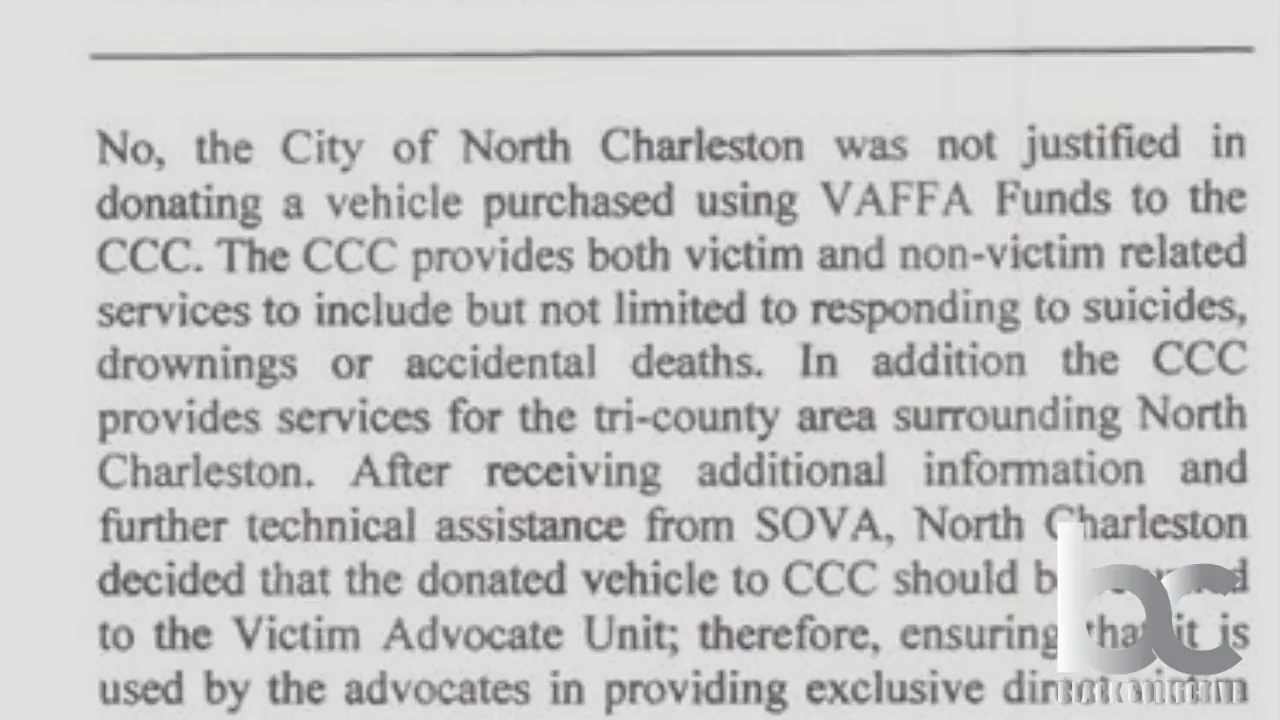 No, the City of North Charleston was not justified in
donating a vehicle purchased using VAFFA Funds to the
CCC. The CCC provides both victim and non-victim related
services to include but not limited to responding to suicides,
drownings or accidental deaths. In addition the CCC
provides services for the tri-county area surrounding North
Charleston. After receiving additional information and
further technical assistance from SOVA, North Charleston
decided that the donated vehicle to CCC should
to the Victim Advocate Unit; therefore, ensuring that it is
used by the advocates in providing exclusive
bc